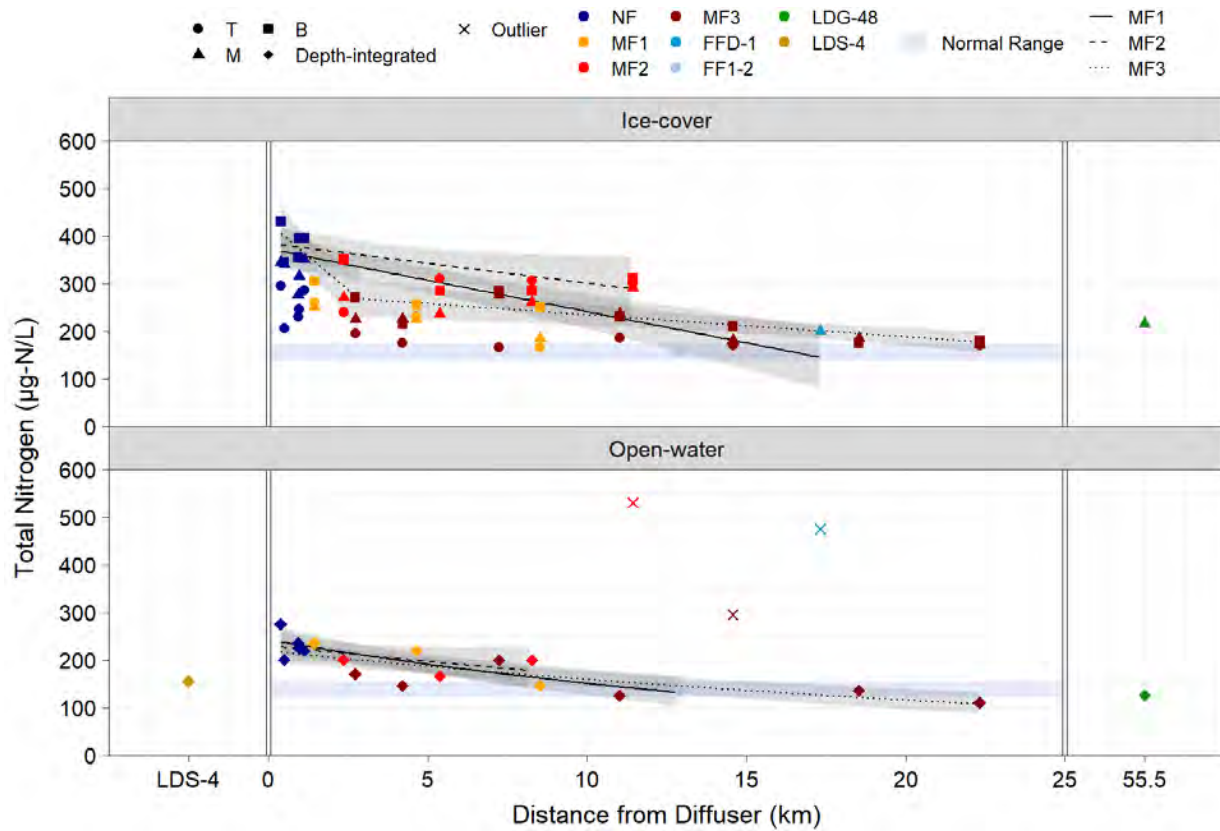 T B Outlier NF MF3 LDG-48 MF1
M Depth-integrated MF1 FFD-1 LDS-4 Normal Range MF2
MF2 FF1-2 MF3
Ice-cover
600
500
400
300
200
100
0
Open-water
600
500
400
300
200
100
0
Total Nitrogen (µg-N/L)
LDS-4 0 5 10 15 20 25 55.5
Distance from Diffuser (km)